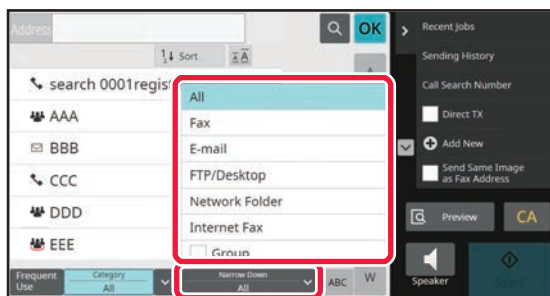 Address
OK
Sort
search 0001regist
AAA
BBB
CCC
DDD
EEE
All
Fax
E-mail
FTP/Desktop
Network Folder
Internet Fax
Group
Frequent
Use
Category
All
Narrow Down
All
ABC
W
Recent Jobs
Sending History
Call Search Number
Direct TX
Add New
Send Same Image
as Fax Address
Preview
CA
Speaker
Start